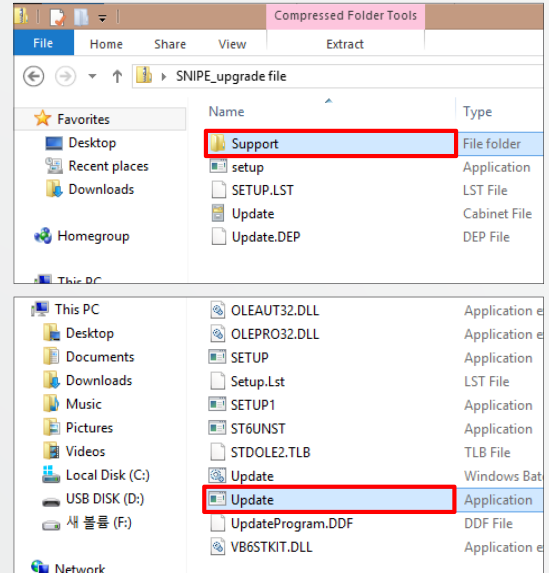 Compressed Folder Tools
File Home Share View Extract
SNIPE_upgrade file
Name Type
Favorites
Desktop
Recent places
Downloads
Homegroup
This PC
Support File folder
setup Application
SETUP.LST LST File
Update Cabinet File
Update.DEP DEP File
This PC
Desktop
Documents
Downloads
Music
Pictures
Videos
Local Disk (C:)
USB DISK (D:)
새 볼륨 (F:)
Network
OLEAUT32.DLL Application e
OLEPRO32.DLL Application e
SETUP Application
Setup.Lst LST File
SETUP1 Application
ST6UNST Application
STDOLE2.TLB TLB File
Update Windows Bat
Update Application
UpdateProgram.DDF DDF File
VB6STKIT.DLL Application e